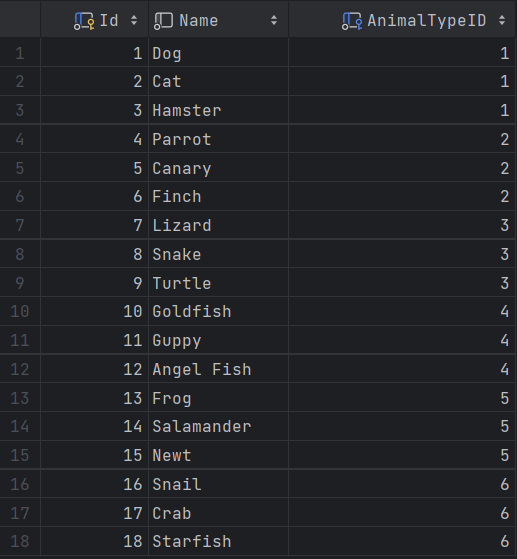 Id Name AnimalTypeID
1 1 Dog 1
2 2 Cat 1
3 3 Hamster 1
4 4 Parrot 2
5 5 Canary 2
6 6 Finch 2
7 7 Lizard 3
8 8 Snake 3
9 9 Turtle 3
10 10 Goldfish 4
11 11 Guppy 4
12 12 Angel Fish 4
13 13 Frog 5
14 14 Salamander 5
15 15 Newt 5
16 16 Snail 6
17 17 Crab 6
18 18 Starfish 6